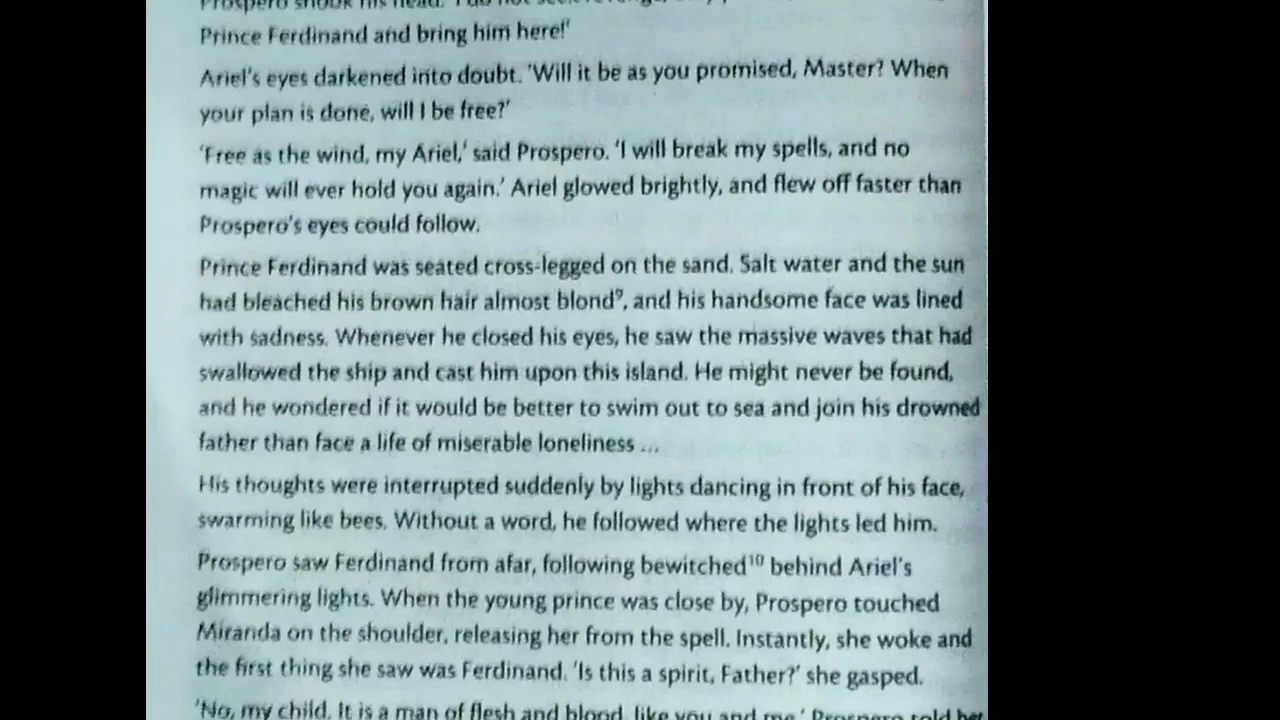 Prospero shook his head.
Prince Ferdinand and bring him here!'
Ariel's eyes darkened into doubt. 'Will it be as you promised, Master? When
your plan is done, will I be free?'
'Free as the wind, my Ariel,' said Prospero. 'I will break my spells, and no
magic will ever hold you again.' Ariel glowed brightly, and flew off faster than
Prospero's eyes could follow.
Prince Ferdinand was seated cross-legged on the sand. Salt water and the sun
had bleached his brown hair almost blond⁹, and his handsome face was lined
with sadness. Whenever he closed his eyes, he saw the massive waves that had
swallowed the ship and cast him upon this island. He might never be found,
and he wondered if it would be better to swim out to sea and join his drowned
father than face a life of miserable loneliness ...
His thoughts were interrupted suddenly by lights dancing in front of his face,
swarming like bees. Without a word, he followed where the lights led him.
Prospero saw Ferdinand from afar, following bewitched¹⁰ behind Ariel's
glimmering lights. When the young prince was close by, Prospero touched
Miranda on the shoulder, releasing her from the spell. Instantly, she woke and
the first thing she saw was Ferdinand. 'Is this a spirit, Father?' she gasped.
'No, my child. It is a man of flesh and blood, like you and me,' Prospero told her